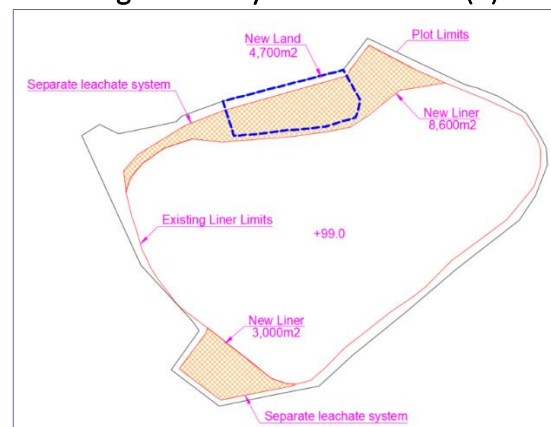 New Land
4,700m2
Plot Limits
Separate leachate system
New Liner
8,600m2
Existing Liner Limits
+99.0
New Liner
3,000m2
Separate leachate system